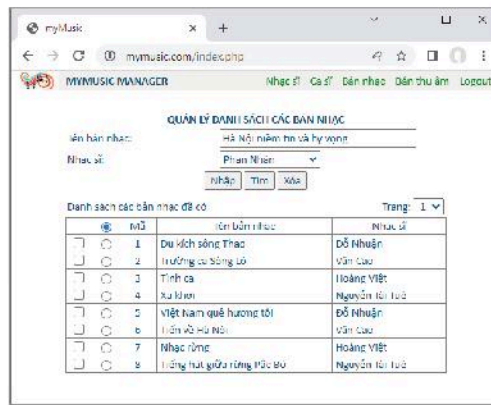 myMusic
mymusic.com/index.php
MYMUSIC MANAGER Nhạc sĩ Ca sĩ Bản nhạc Bản thu âm Logout
QUẢN LÝ DANH SÁCH CÁC BẢN NHẠC
Tên bản nhạc: Hà Nội niềm tin và hy vọng
Nhạc sĩ: Phan Nhân
Nhập Tìm Xóa
Danh sách các bản nhạc đã có Trang: 1
Mã Tên bản nhạc Nhạc sĩ
1 Du kích sông Thao Đỗ Nhuận
2 Trường ca Sông Lô Văn Cao
3 Tình ca Hoàng Việt
4 Xa khơi Nguyễn Tài Tuệ
5 Việt Nam quê hương tôi Đỗ Nhuận
6 Tiến về Hà Nội Văn Cao
7 Nhạc rừng Hoàng Việt
8 Tiếng hát giữa rừng Pắc Bó Nguyễn Tài Tuệ